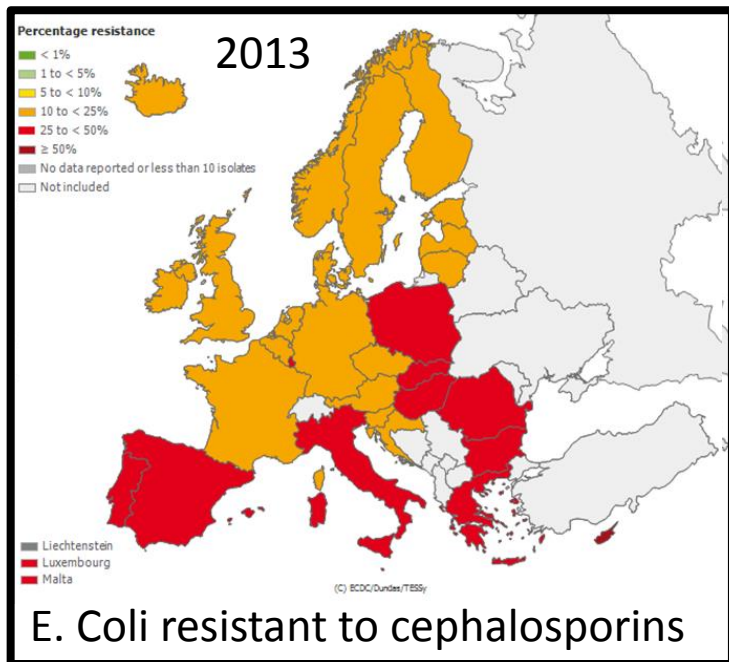 Percentage resistance
2013
< 1%
1 to < 5%
5 to < 10%
10 to < 25%
25 to < 50%
≥ 50%
No data reported or less than 10 isolates
Not included
Liechtenstein
Luxembourg
Malta
(C) ECDC/Dundas/TESSy
E. Coli resistant to cephalosporins